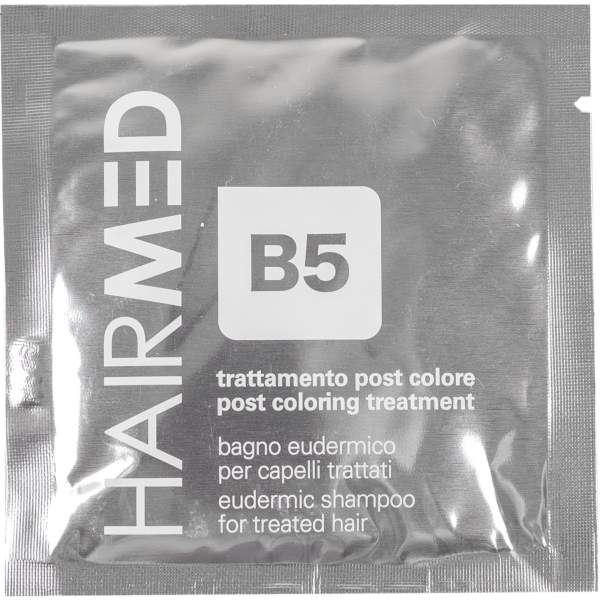 HAIRMED
B5
trattamento post colore
post coloring treatment
bagno eudermico
per capelli trattati
eudermic shampoo
for treated hair